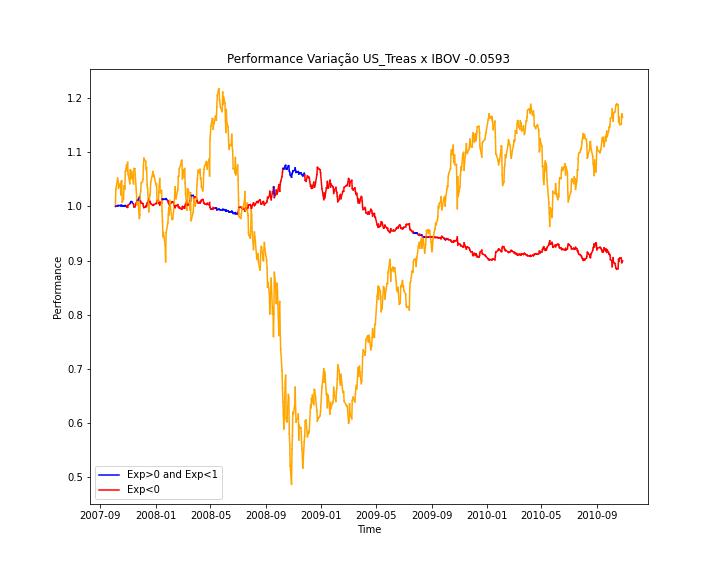 Performance Variação US_Treas x IBOV -0.0593
1.2
1.1
1.0
0.9
0.8
0.7
0.6
0.5
Performance
Exp>0 and Exp<1
Exp<0
2007-09 2008-01 2008-05 2008-09 2009-01 2009-05 2009-09 2010-01 2010-05 2010-09
Time